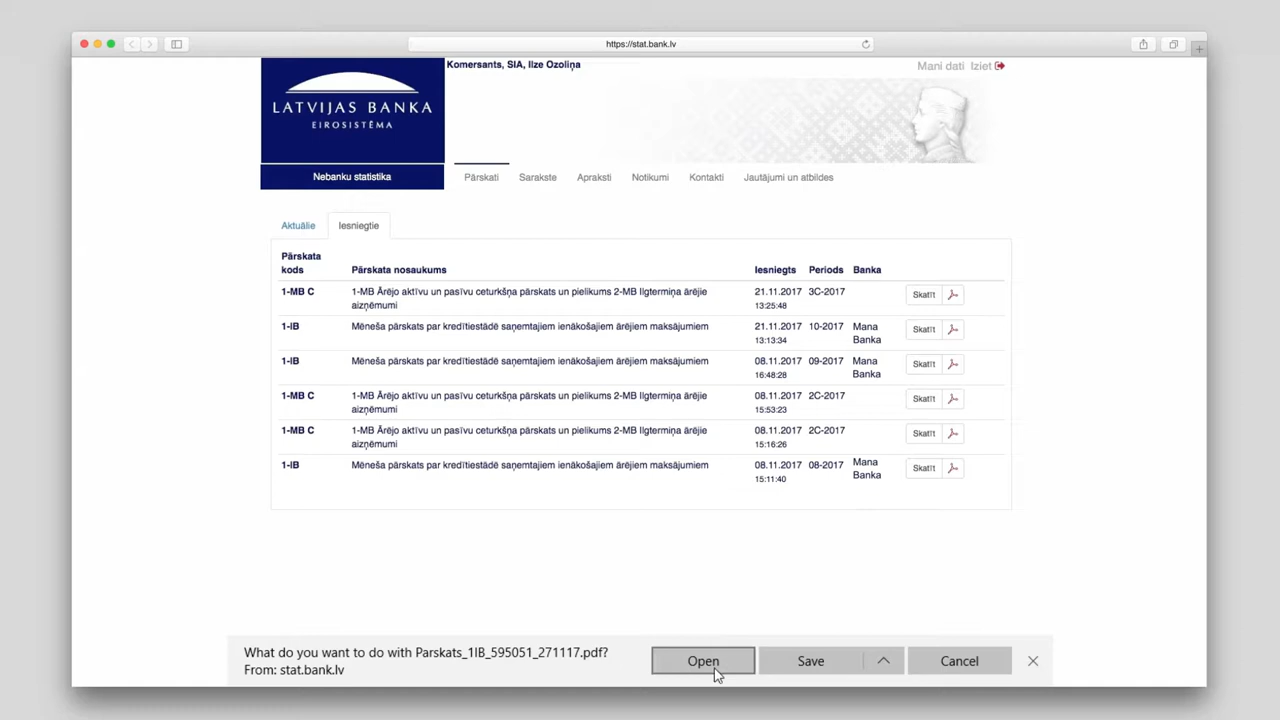 https://stat.bank.lv
Komersants, SIA, Ilze Ozoliņa
Mani dati Iziet
LATVIJAS BANKA
EIROSISTĒMA
Nebanku statistika
Pārskati Sarakste Apraksti Notikumi Kontakti Jautājumi un atbildes
Aktuālie Iesniegtie
Pārskata
kods Pārskata nosaukums Iesniegts Periods Banka
1-MB C 1-MB Ārējo aktīvu un pasīvu ceturkšņa pārskats un pielikums 2-MB Ilgtermiņa ārējie 21.11.2017 3C-2017 Skatīt
aizņēmumi 13:25:48
1-IB Mēneša pārskats par kredītiestādē saņemtajiem ienākošajiem ārējiem maksājumiem 21.11.2017 10-2017 Mana Skatīt
13:13:34 Banka
1-IB Mēneša pārskats par kredītiestādē saņemtajiem ienākošajiem ārējiem maksājumiem 08.11.2017 09-2017 Mana Skatīt
16:48:28 Banka
1-MB C 1-MB Ārējo aktīvu un pasīvu ceturkšņa pārskats un pielikums 2-MB Ilgtermiņa ārējie 08.11.2017 2C-2017 Skatīt
aizņēmumi 15:53:23
1-MB C 1-MB Ārējo aktīvu un pasīvu ceturkšņa pārskats un pielikums 2-MB Ilgtermiņa ārējie 08.11.2017 2C-2017 Skatīt
aizņēmumi 15:16:26
1-IB Mēneša pārskats par kredītiestādē saņemtajiem ienākošajiem ārējiem maksājumiem 08.11.2017 08-2017 Mana Skatīt
15:11:40 Banka
What do you want to do with Parskats_1IB_595051_271117.pdf?
From: stat.bank.lv
Open Save Cancel